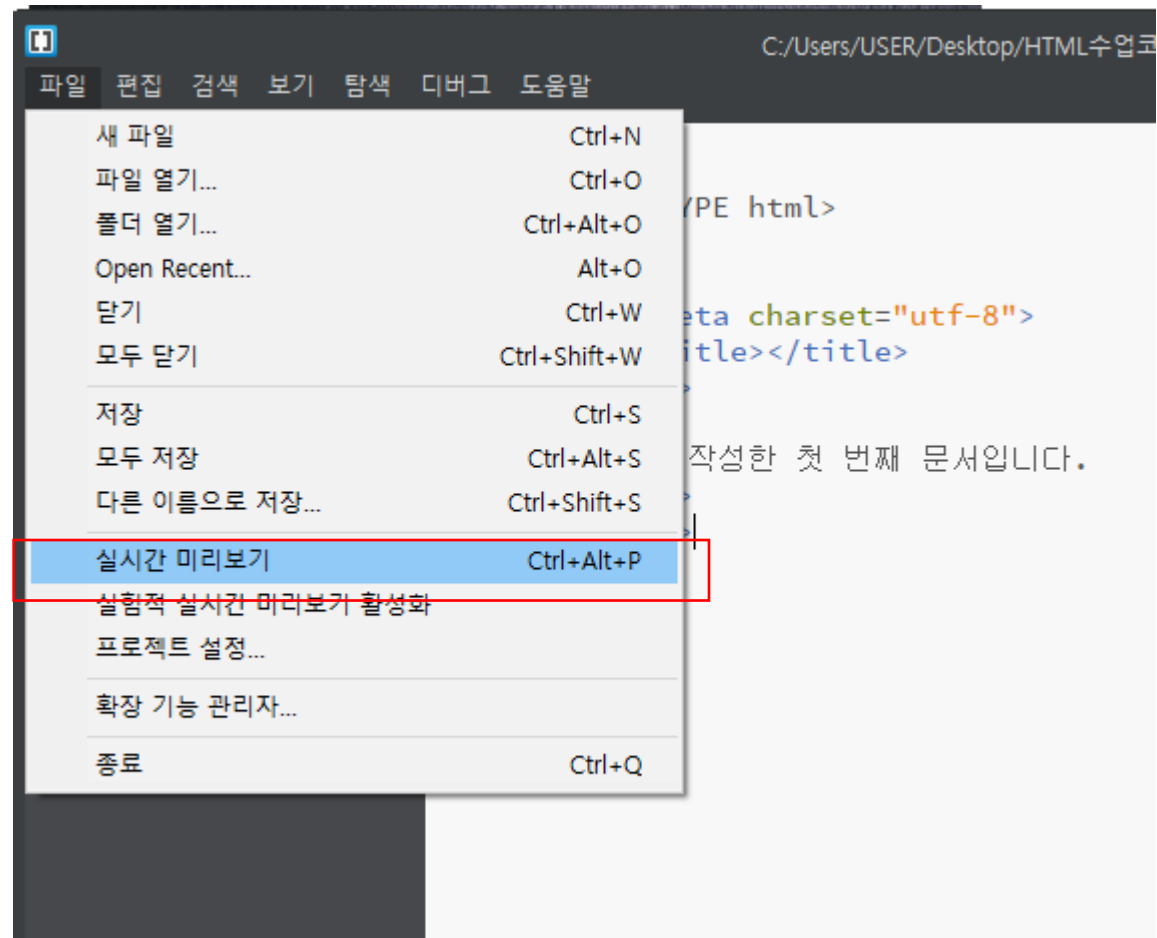 C:/Users/USER/Desktop/HTML수업코
파일 편집 검색 보기 탐색 디버그 도움말
새 파일 Ctrl+N
파일 열기... Ctrl+O
폴더 열기... Ctrl+Alt+O
Open Recent... Alt+O
닫기 Ctrl+W
모두 닫기 Ctrl+Shift+W
저장 Ctrl+S
모두 저장 Ctrl+Alt+S
다른 이름으로 저장... Ctrl+Shift+S
실시간 미리보기 Ctrl+Alt+P
실험적 실시간 미리보기 활성화
프로젝트 설정...
확장 기능 관리자...
종료 Ctrl+Q
YPE html>
eta charset="utf-8">
itle></title>
>
작성한 첫 번째 문서입니다.
>
>